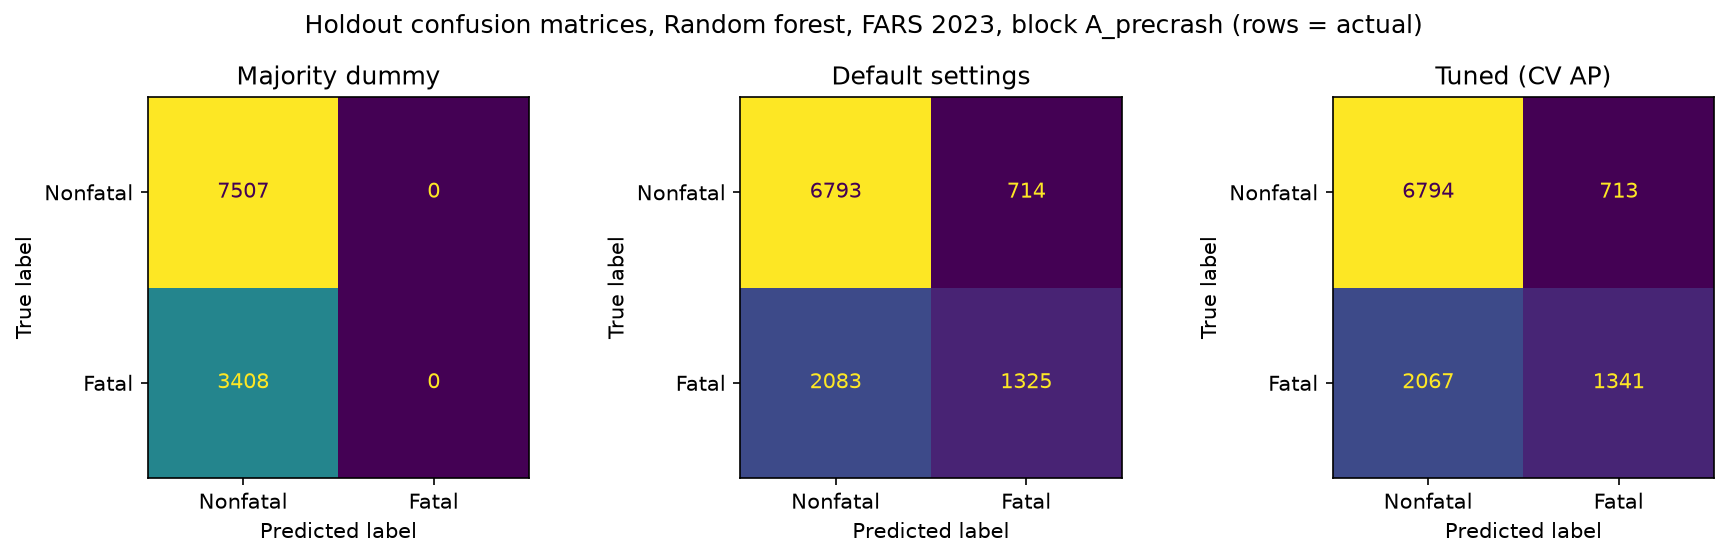 Holdout confusion matrices, Random forest, FARS 2023, block A_precrash (rows = actual)
Majority dummy
True label
Nonfatal
7507
0
Fatal
3408
0
Nonfatal
Fatal
Predicted label
Default settings
True label
Nonfatal
6793
714
Fatal
2083
1325
Nonfatal
Fatal
Predicted label
Tuned (CV AP)
True label
Nonfatal
6794
713
Fatal
2067
1341
Nonfatal
Fatal
Predicted label